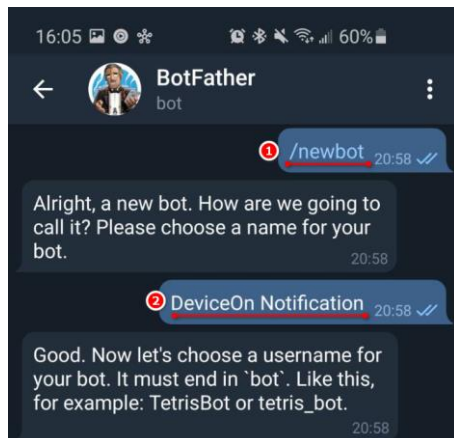 16:05 60%
BotFather
bot
1 /newbot 20:58
Alright, a new bot. How are we going to
call it? Please choose a name for your
bot. 20:58
2 DeviceOn Notification 20:58
Good. Now let's choose a username for
your bot. It must end in `bot`. Like this,
for example: TetrisBot or tetris_bot.
20:58